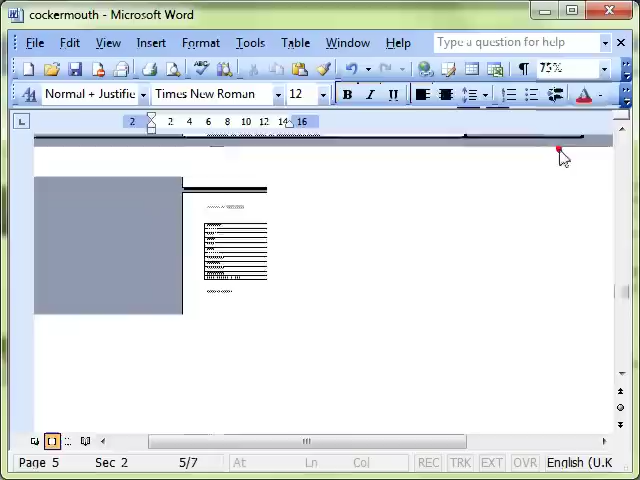 cockermouth - Microsoft Word
File Edit View Insert Format Tools Table Window Help Type a question for help
75%
Normal + Justifie Times New Roman 12 B I U A
2 2 4 6 8 10 12 14 16
Page 5 Sec 2 5/7 At Ln Col REC TRK EXT OVR English (U.K